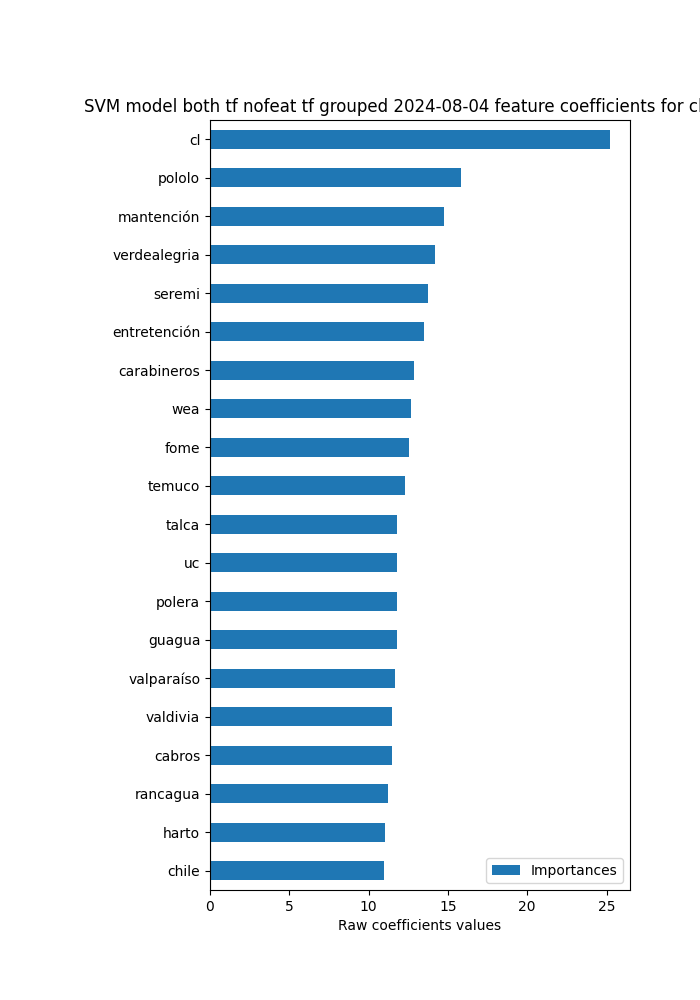 SVM model both tf nofeat tf grouped 2024-08-04 feature coefficients for cl
cl
pololo
mantención
verdealegria
seremi
entretención
carabineros
wea
fome
temuco
talca
uc
polera
guagua
valparaíso
valdivia
cabros
rancagua
harto
chile
Importances
0 5 10 15 20 25
Raw coefficients values